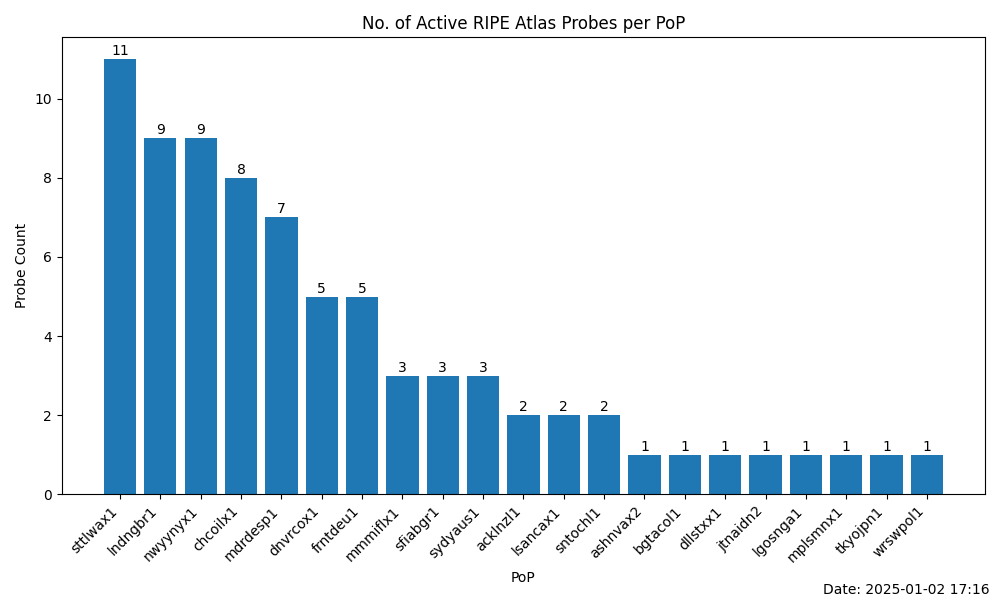 No. of Active RIPE Atlas Probes per PoP
Probe Count
10
8
6
4
2
0
11
9
9
8
7
5
5
3
3
3
2
2
2
1
1
1
1
1
1
1
1
sttlwax1
lndngbr1
nwyynyx1
chcoilx1
mdrdesp1
dnvrcox1
frntdeu1
mmmiflx1
sfiabgr1
sydyaus1
acklnzl1
lsancax1
sntochl1
ashnvax2
bgtacol1
dllstxx1
jtnaidn2
lgosnga1
mplsmnx1
tkyojpn1
wrswpol1
PoP
Date: 2025-01-02 17:16